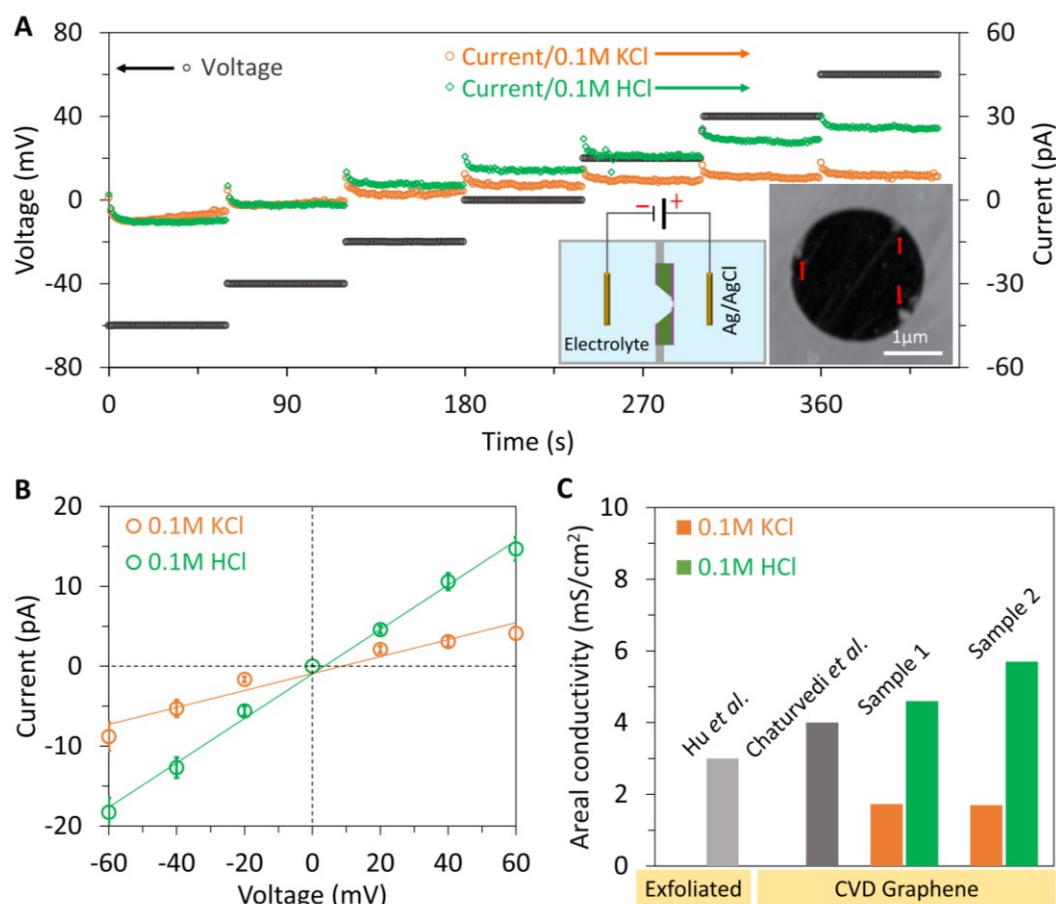 A
80
40
0
-40
-80
Voltage (mV)
Voltage
Current/0.1M KCl
Current/0.1M HCl
60
30
0
-30
-60
Current (pA)
− +
Electrolyte
Ag/AgCl
1μm
0 90 180 270 360
Time (s)
B
20
10
0
-10
-20
Current (pA)
0.1M KCl
0.1M HCl
-60 -40 -20 0 20 40 60
Voltage (mV)
C
10
8
6
4
2
0
Areal conductivity (mS/cm²)
0.1M KCl
0.1M HCl
Hu et al.
Chaturvedi et al.
Sample 1
Sample 2
Exfoliated
CVD Graphene